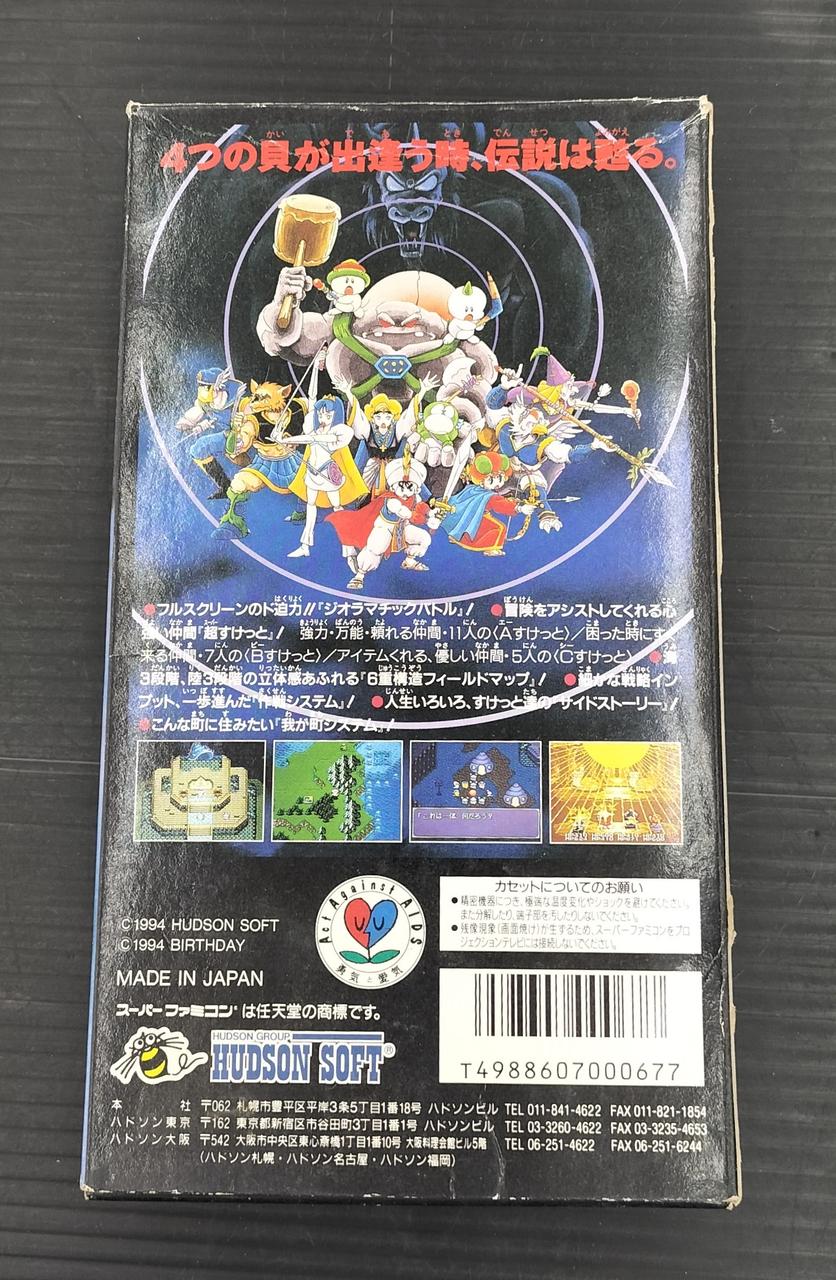 4つの貝が出逢う時、伝説は甦る。
●フルスクリーンのド迫力!!『ジオラマチックバトル』! ●冒険をアシストしてくれる心
強い仲間『超すけっと』! 強力・万能・頼れる仲間・11人の〈Aすけっと〉/困った時にすぐ
来る仲間・7人の〈Bすけっと〉/アイテムくれる、優しい仲間・5人の〈Cすけっと〉 ●海
3段階、陸3段階の立体感あふれる『6重構造フィールドマップ』! ●細かな戦略イン
プット、一歩進んだ『作戦システム』! ●人生いろいろ、すけっと達の『サイドストーリー』!
●こんな町に住みたい『我が町システム』!
「これは一体、何だろう?
©1994 HUDSON SOFT
©1994 BIRTHDAY
MADE IN JAPAN
スーパーファミコン®は任天堂の商標です。
HUDSON GROUP
HUDSON SOFT®
Act Against AIDS
勇気と愛気
カセットについてのお願い
●精密機器につき、極端な温度変化やショックを避けてください。
また分解したり、端子部を汚したりしないでください。
●残像現象(画面焼け)が生ずるため、スーパーファミコンをプロ
ジェクションテレビには接続しないでください。
T4988607000677
本 社 〒062 札幌市豊平区平岸3条5丁目1番18号 ハドソンビル TEL 011-841-4622 FAX 011-821-1854
ハドソン東京 〒162 東京都新宿区市谷田町3丁目1番1号 ハドソンビル TEL 03-3260-4622 FAX 03-3235-4653
ハドソン大阪 〒542 大阪市中央区東心斎橋1丁目1番10号 大阪料理会館ビル5階 TEL 06-251-4622 FAX 06-251-6244
(ハドソン札幌・ハドソン名古屋・ハドソン福岡)